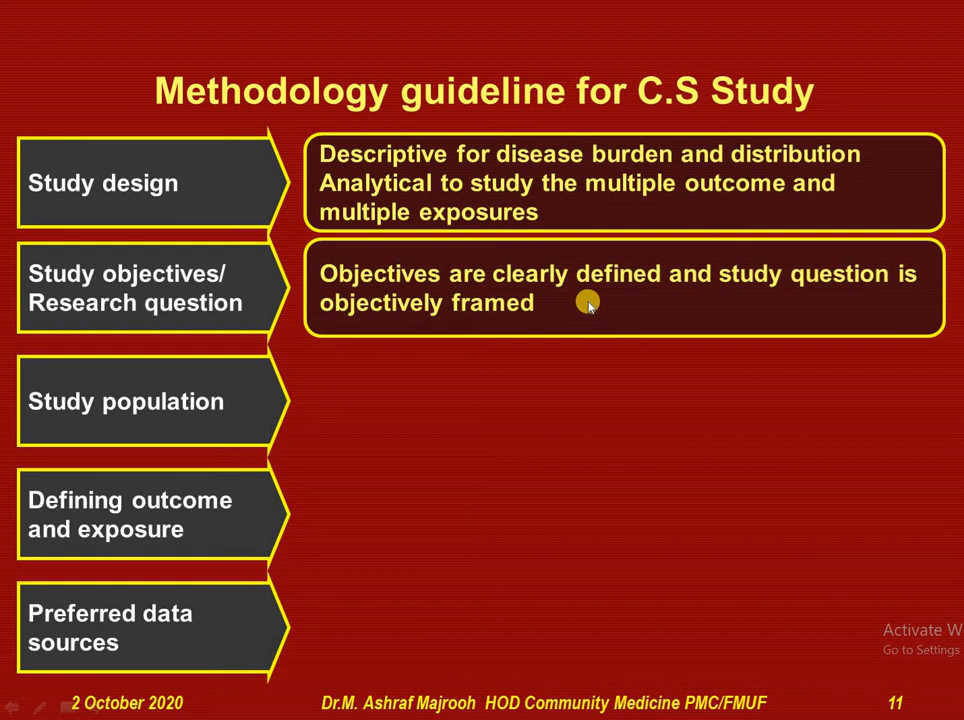 Methodology guideline for C.S Study
Study design
Descriptive for disease burden and distribution
Analytical to study the multiple outcome and
multiple exposures
Study objectives/
Research question
Objectives are clearly defined and study question is
objectively framed
Study population
Defining outcome
and exposure
Preferred data
sources
Activate W
Go to Settings
2 October 2020
Dr.M. Ashraf Majrooh HOD Community Medicine PMC/FMUF
11